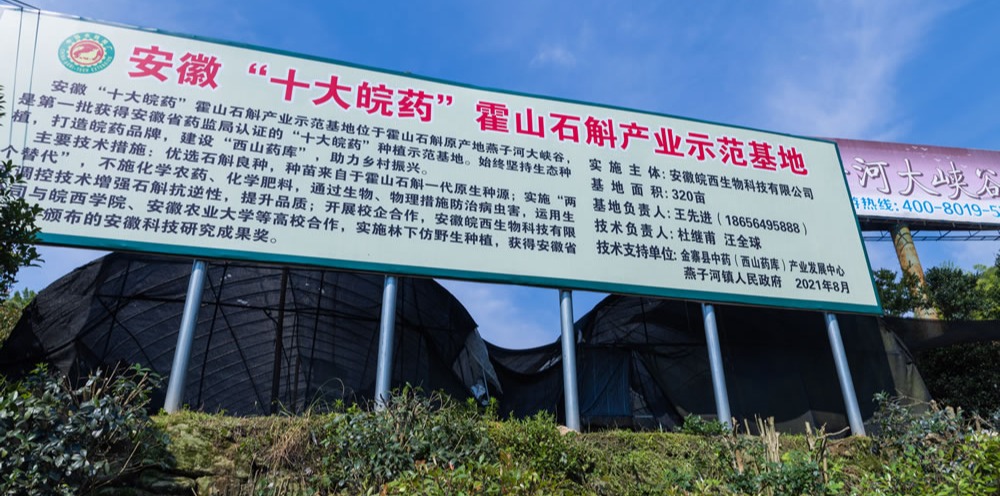 安徽“十大皖药”霍山石斛产业示范基地
安徽“十大皖药”霍山石斛产业示范基地位于霍山石斛原产地燕子河大峡谷，
是第一批获得安徽省药监局认证的“十大皖药”种植示范基地。始终坚持生态种
植，打造皖药品牌，建设“西山药库”，助力乡村振兴。
主要技术措施：优选石斛良种，种苗来自于霍山石斛一代原生种源；实施“两
个替代”，不施化学农药、化学肥料，通过生物、物理措施防治病虫害，运用生
调控技术增强石斛抗逆性，提升品质；开展校企合作，安徽皖西生物科技有限
司与皖西学院、安徽农业大学等高校合作，实施林下仿野生种植，获得安徽省
颁布的安徽科技研究成果奖。
实施主体：安徽皖西生物科技有限公司
基地面积：320亩
基地负责人：王先进（18656495888）
技术负责人：杜继甫 汪全球
技术支持单位：金寨县中药（西山药库）产业发展中心
燕子河镇人民政府 2021年8月
河大峡谷
游热线：400-8019-5